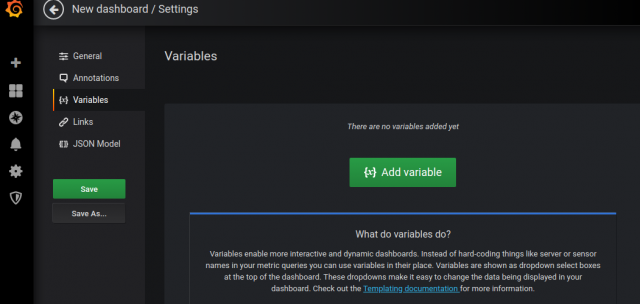 New dashboard / Settings
General
Annotations
Variables
Links
JSON Model
Save
Save As...
Variables
There are no variables added yet
{x} Add variable
What do variables do?
Variables enable more interactive and dynamic dashboards. Instead of hard-coding things like server or sensor
names in your metric queries you can use variables in their place. Variables are shown as dropdown select boxes
at the top of the dashboard. These dropdowns make it easy to change the data being displayed in your
dashboard. Check out the Templating documentation for more information.